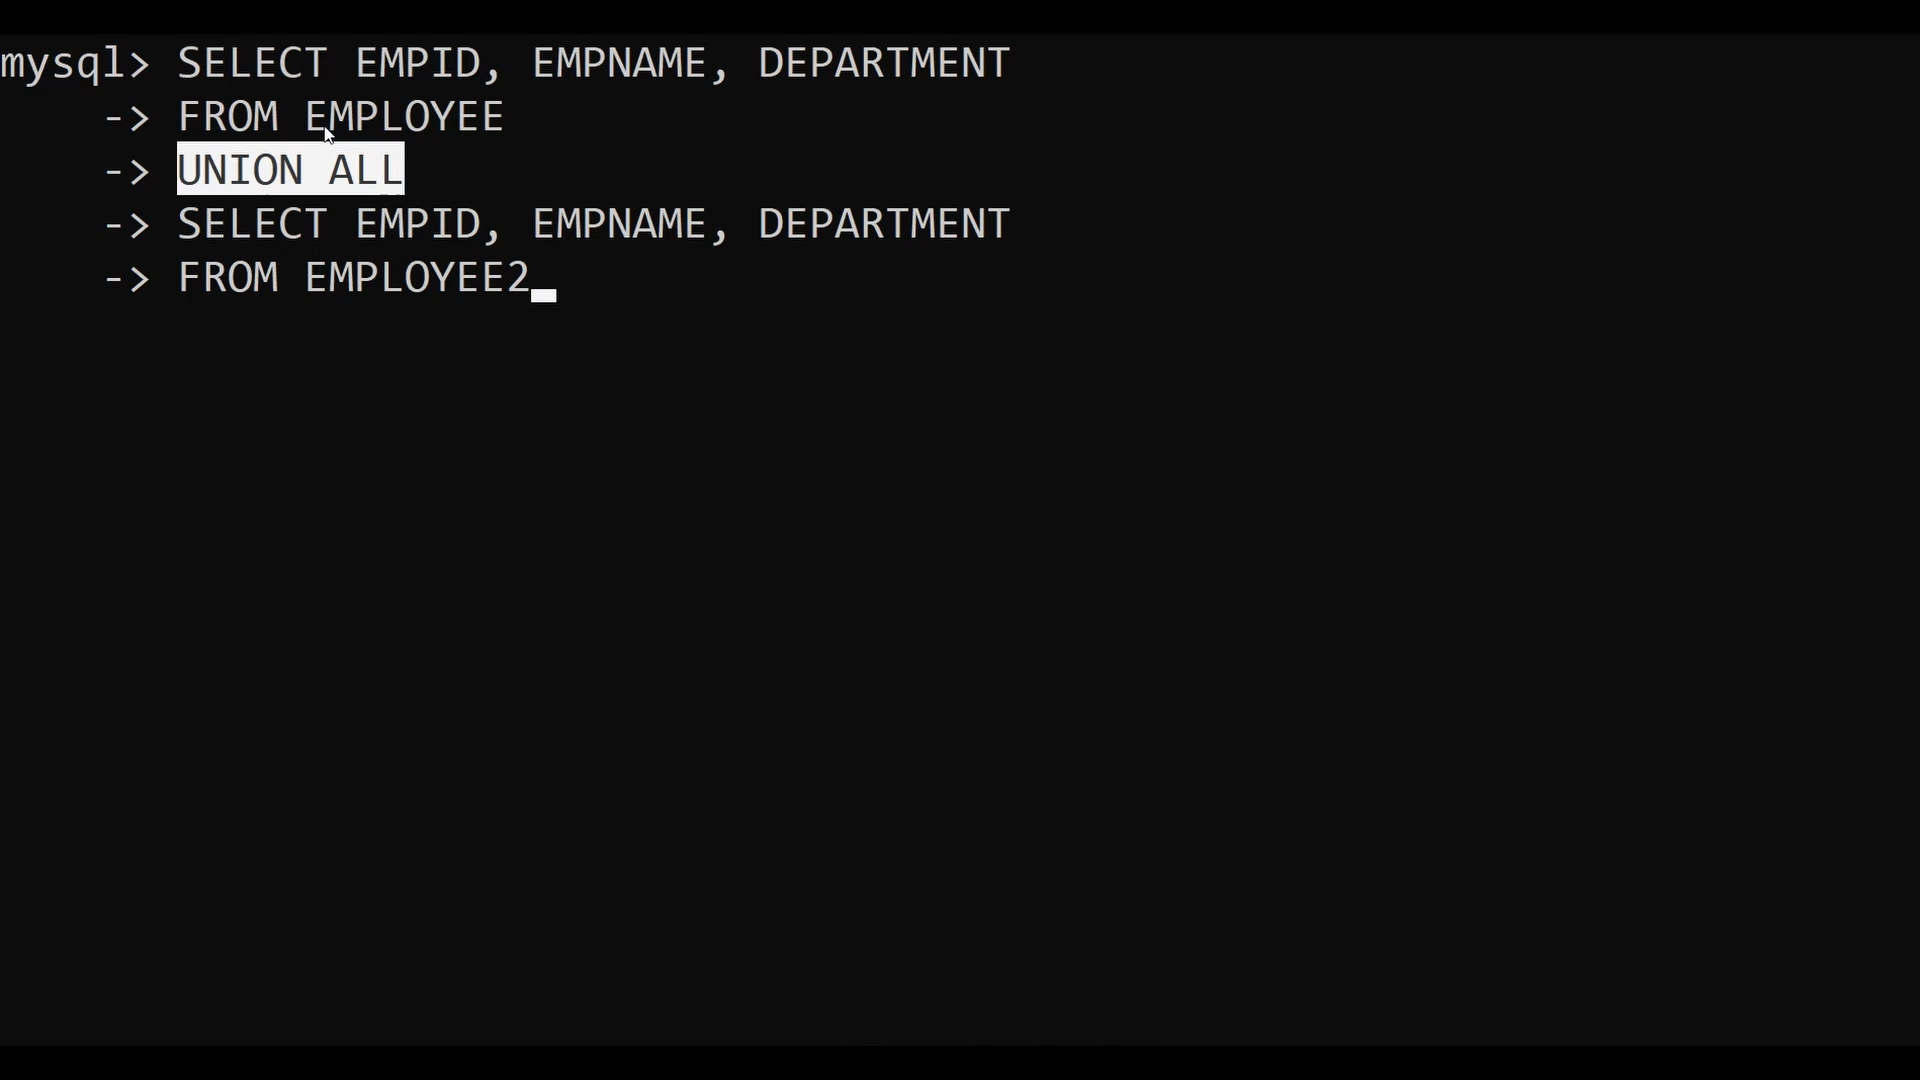 mysql> SELECT EMPID, EMPNAME, DEPARTMENT
-> FROM EMPLOYEE
-> UNION ALL
-> SELECT EMPID, EMPNAME, DEPARTMENT
-> FROM EMPLOYEE2